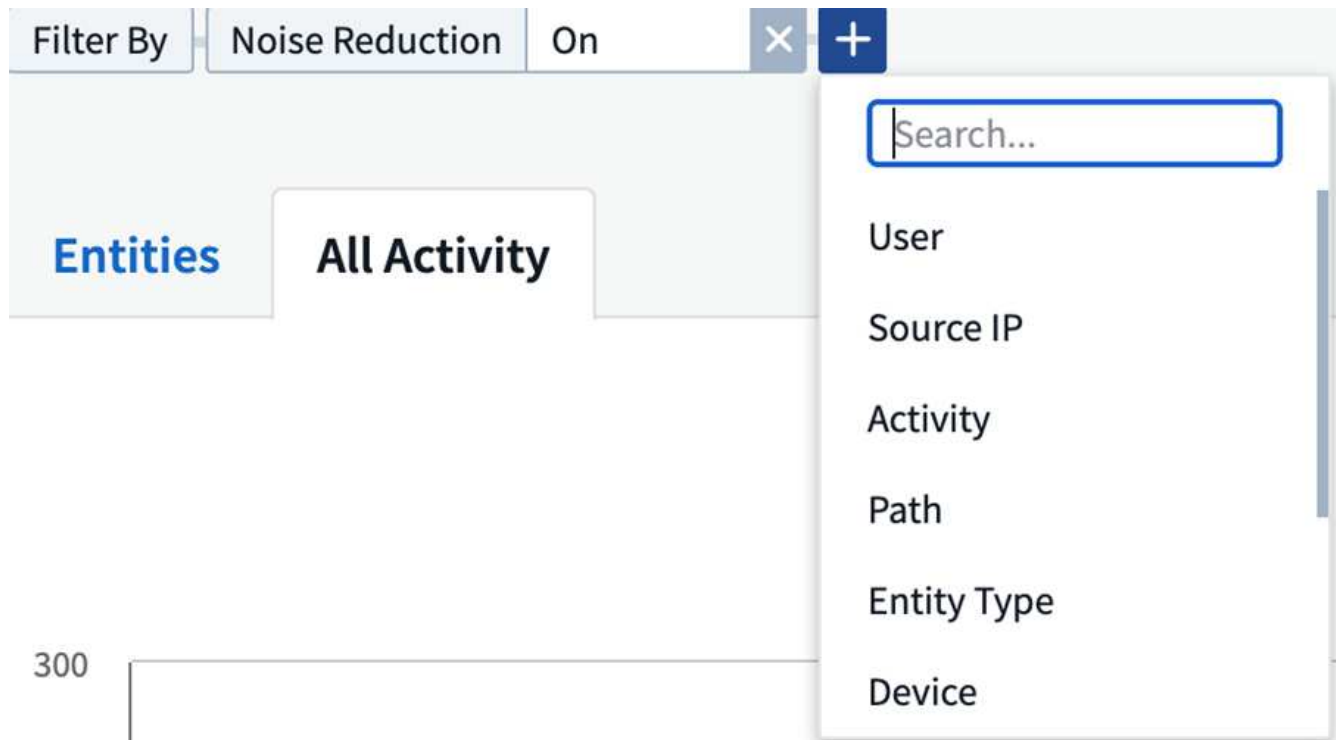 Filter By Noise Reduction On × +
Search...
Entities All Activity
User
Source IP
Activity
Path
Entity Type
300
Device